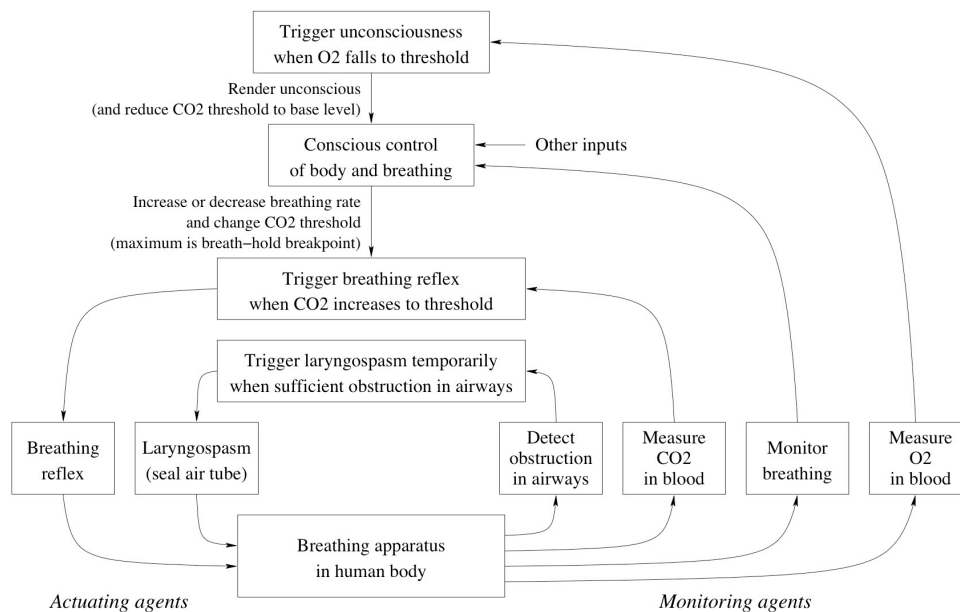 Trigger unconsciousness
when O2 falls to threshold
Render unconscious
(and reduce CO2 threshold to base level)
Conscious control
of body and breathing
Other inputs
Increase or decrease breathing rate
and change CO2 threshold
(maximum is breath−hold breakpoint)
Trigger breathing reflex
when CO2 increases to threshold
Trigger laryngospasm temporarily
when sufficient obstruction in airways
Breathing
reflex
Laryngospasm
(seal air tube)
Detect
obstruction
in airways
Measure
CO2
in blood
Monitor
breathing
Measure
O2
in blood
Breathing apparatus
in human body
Actuating agents
Monitoring agents